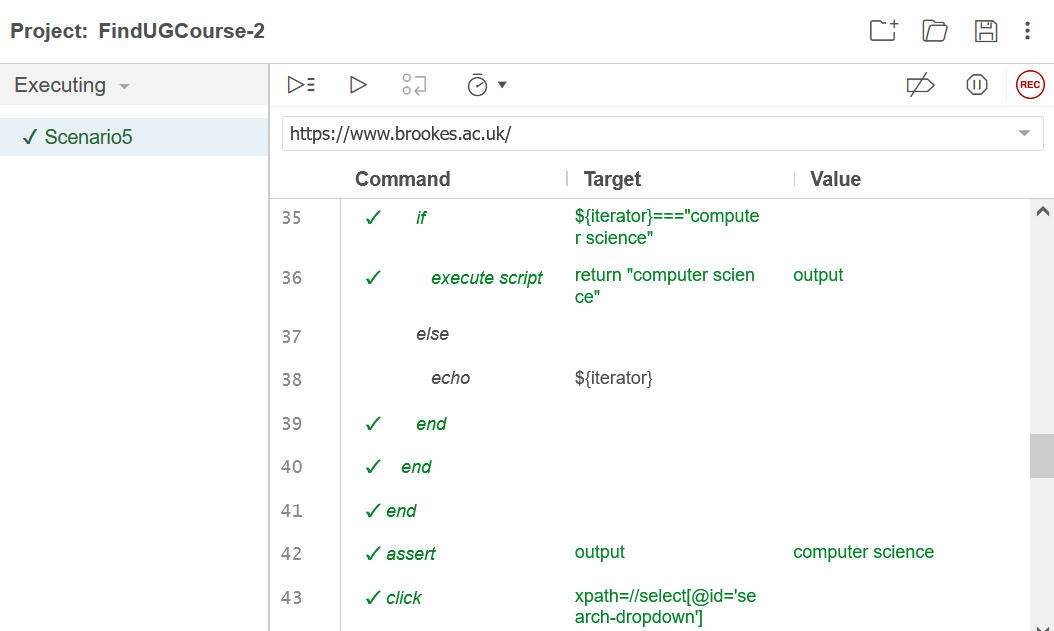 Project: FindUGCourse-2
Executing
REC
✓ Scenario5
https://www.brookes.ac.uk/
Command Target Value
35 ✓ if ${iterator}==="compute
r science"
36 ✓ execute script return "computer scien output
ce"
37 else
38 echo ${iterator}
39 ✓ end
40 ✓ end
41 ✓ end
42 ✓ assert output computer science
43 ✓ click xpath=//select[@id='se
arch-dropdown']